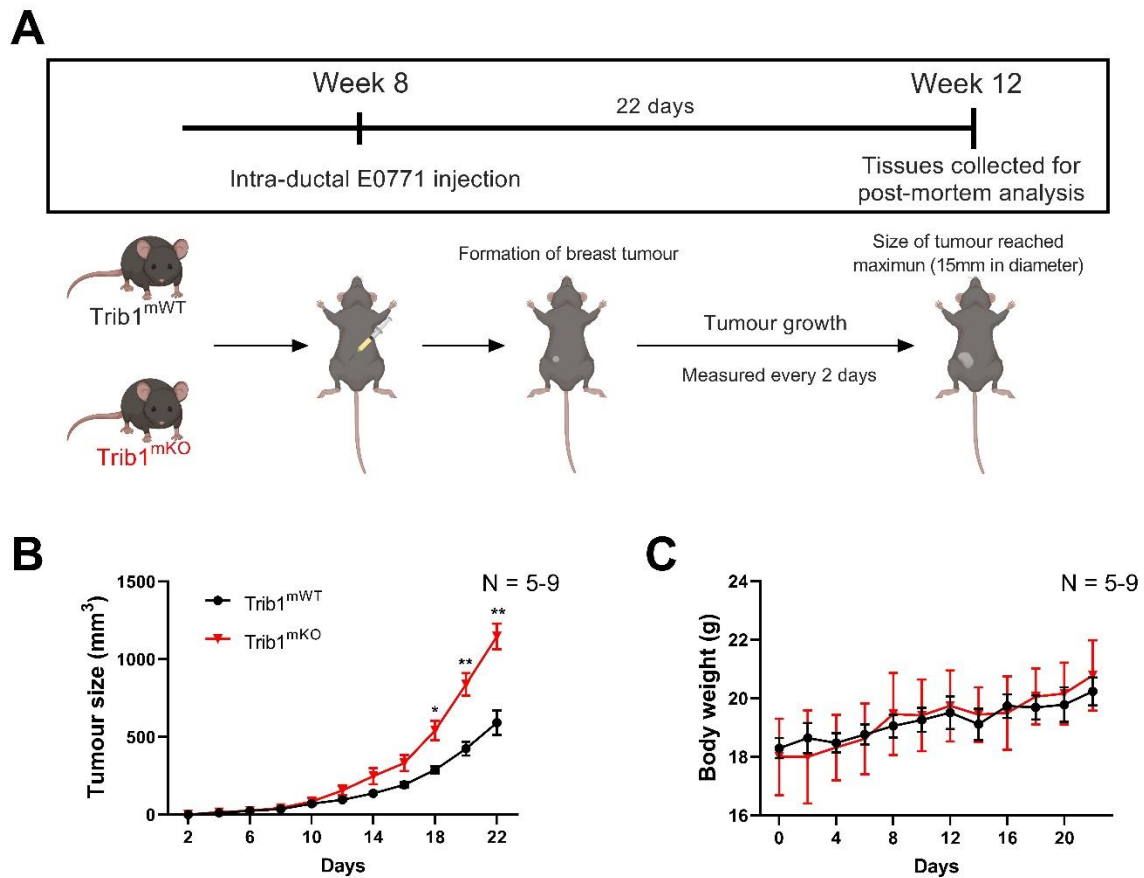 A
Week 8
Week 12
22 days
Intra-ductal E0771 injection
Tissues collected for
post-mortem analysis
Trib1mWT
Trib1mKO
Formation of breast tumour
Tumour growth
Measured every 2 days
Size of tumour reached
maximun (15mm in diameter)
B
N = 5-9
Trib1mWT
Trib1mKO
Tumour size (mm3)
1500
1000
500
0
*
**
**
2 6 10 14 18 22
Days
C
N = 5-9
Body weight (g)
24
22
20
18
16
0 4 8 12 16 20
Days